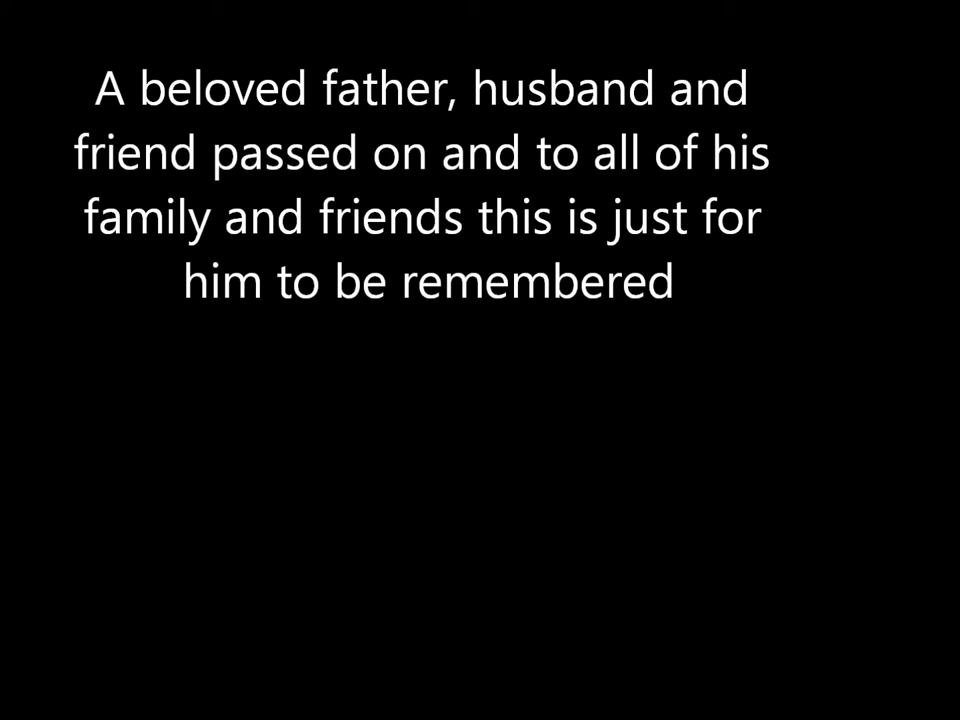 A beloved father, husband and
friend passed on and to all of his
family and friends this is just for
him to be remembered